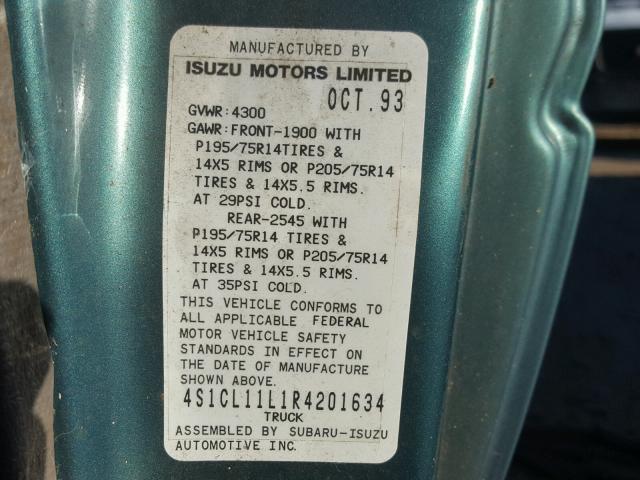 MANUFACTURED BY
ISUZU MOTORS LIMITED
OCT.93
GVWR:4300
GAWR:FRONT-1900 WITH
P195/75R14TIRES &
14X5 RIMS OR P205/75R14
TIRES & 14X5.5 RIMS.
AT 29PSI COLD.
REAR-2545 WITH
P195/75R14 TIRES &
14X5 RIMS OR P205/75R14
TIRES & 14X5.5 RIMS.
AT 35PSI COLD.
THIS VEHICLE CONFORMS TO
ALL APPLICABLE FEDERAL
MOTOR VEHICLE SAFETY
STANDARDS IN EFFECT ON
THE DATE OF MANUFACTURE
SHOWN ABOVE.
4S1CL11L1R4201634
TRUCK
ASSEMBLED BY SUBARU-ISUZU
AUTOMOTIVE INC.